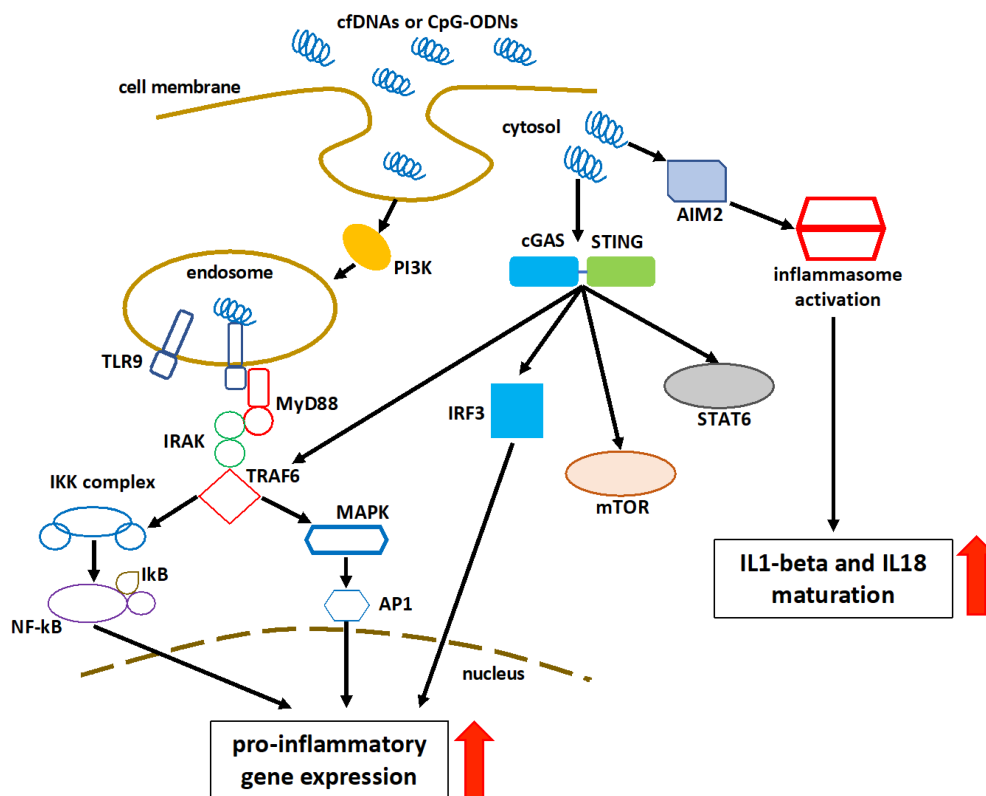 cfDNAs or CpG-ODNs
cell membrane
cytosol
AIM2
cGAS STING
PI3K
endosome
inflammasome
activation
TLR9
MyD88
IRAK
IRF3
STAT6
TRAF6
IKK complex
MAPK
mTOR
IkB
AP1
NF-kB
IL1-beta and IL18
maturation
nucleus
pro-inflammatory
gene expression